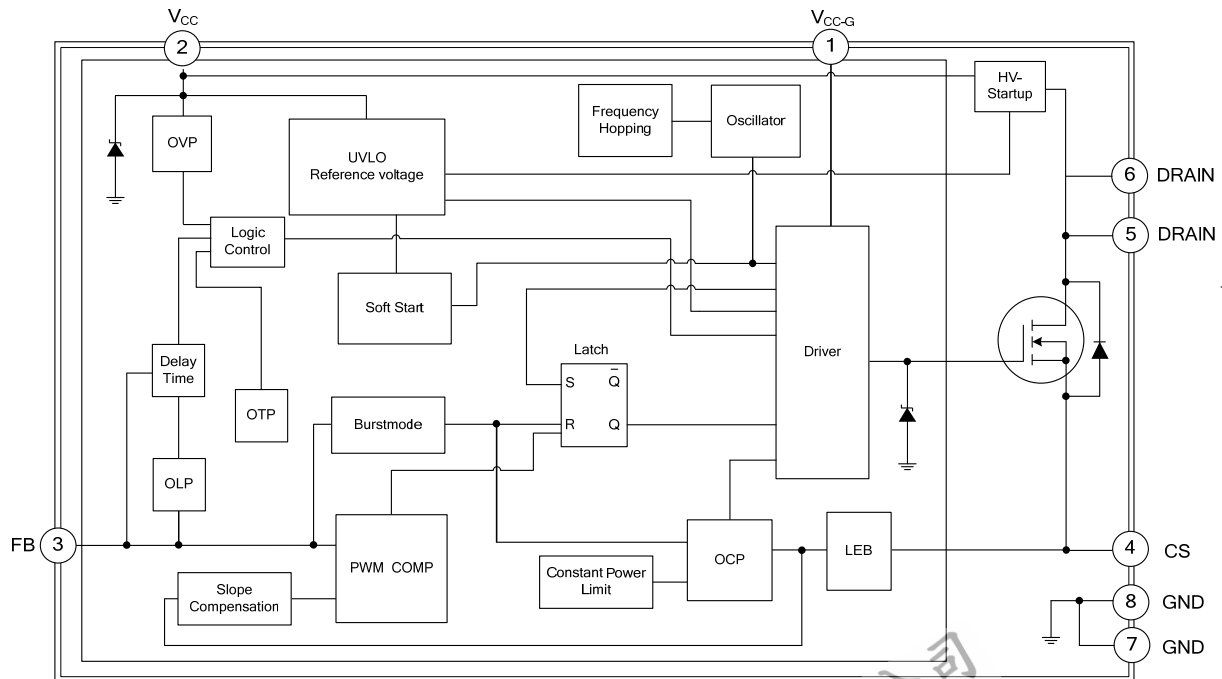 VCC
2
VCC-G
1
HV-
Startup
Frequency
Hopping
Oscillator
OVP
UVLO
Reference voltage
6
DRAIN
5
DRAIN
Logic
Control
Soft Start
Driver
Delay
Time
Latch
S
Q̅
R
Q
OTP
Burstmode
OLP
FB
3
PWM COMP
OCP
LEB
4
CS
Slope
Compensation
Constant Power
Limit
8
GND
7
GND
司